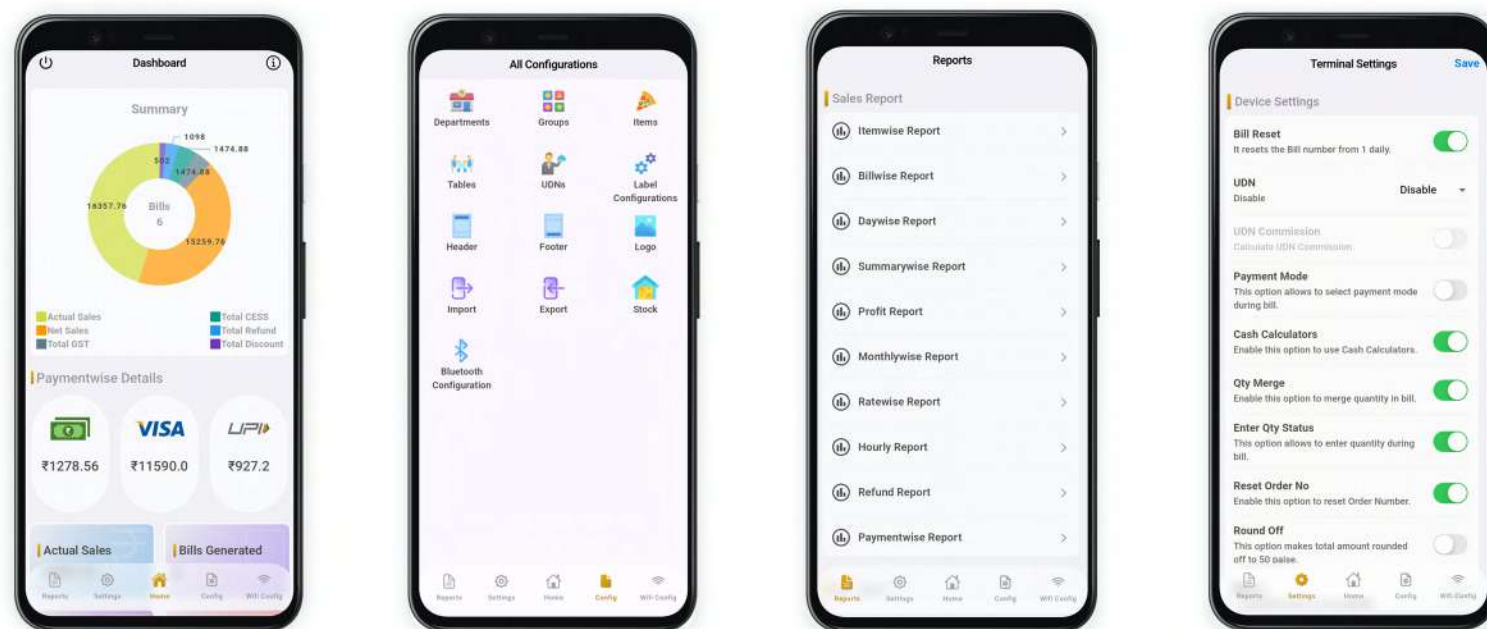 Dashboard
Summary
1098
1474.88
502
1474.88
16357.76
Bills
6
15259.76
Actual Sales
Total CESS
Net Sales
Total Refund
Total GST
Total Discount
Paymentwise Details
VISA
UPI
₹1278.56
₹11590.0
₹927.2
Actual Sales
Bills Generated
Reports
Settings
Home
Config
Wifi Config
All Configurations
Departments
Groups
Items
Tables
UDNs
Label
Configurations
Header
Footer
Logo
Import
Export
Stock
Bluetooth
Configuration
Reports
Settings
Home
Config
Wifi Config
Reports
Sales Report
Itemwise Report
Billwise Report
Daywise Report
Summarywise Report
Profit Report
Monthlywise Report
Ratewise Report
Hourly Report
Refund Report
Paymentwise Report
Reports
Settings
Home
Config
Wifi Config
Terminal Settings
Save
Device Settings
Bill Reset
It resets the Bill number from 1 daily.
UDN
Disable
Disable
UDN Commission
Calculate UDN Commission.
Payment Mode
This option allows to select payment mode
during bill.
Cash Calculators
Enable this option to use Cash Calculators.
Qty Merge
Enable this option to merge quantity in bill.
Enter Qty Status
This option allows to enter quantity during
bill.
Reset Order No
Enable this option to reset Order Number.
Round Off
This option makes total amount rounded
off to 50 paise.
Reports
Settings
Home
Config
Wifi Config